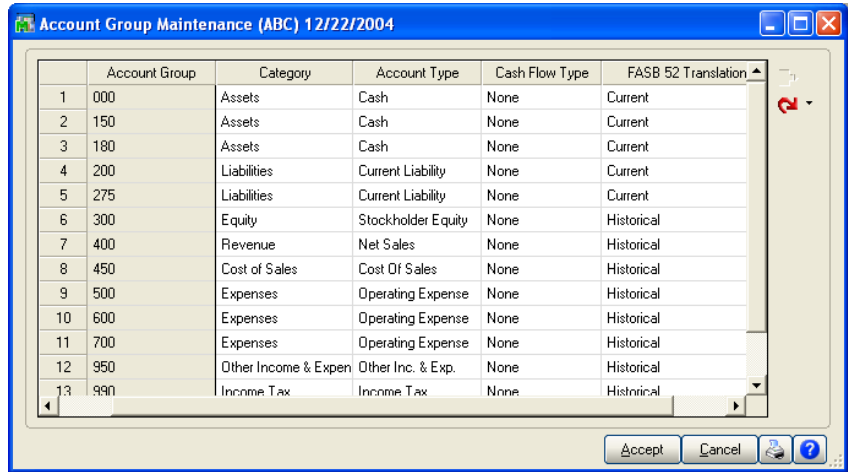 Account Group Maintenance (ABC) 12/22/2004
Account Group Category Account Type Cash Flow Type FASB 52 Translation
1 000 Assets Cash None Current
2 150 Assets Cash None Current
3 180 Assets Cash None Current
4 200 Liabilities Current Liability None Current
5 275 Liabilities Current Liability None Current
6 300 Equity Stockholder Equity None Historical
7 400 Revenue Net Sales None Historical
8 450 Cost of Sales Cost Of Sales None Historical
9 500 Expenses Operating Expense None Historical
10 600 Expenses Operating Expense None Historical
11 700 Expenses Operating Expense None Historical
12 950 Other Income & Expen Other Inc. & Exp. None Historical
13 990 Income Tax Income Tax None Historical
Accept Cancel ?